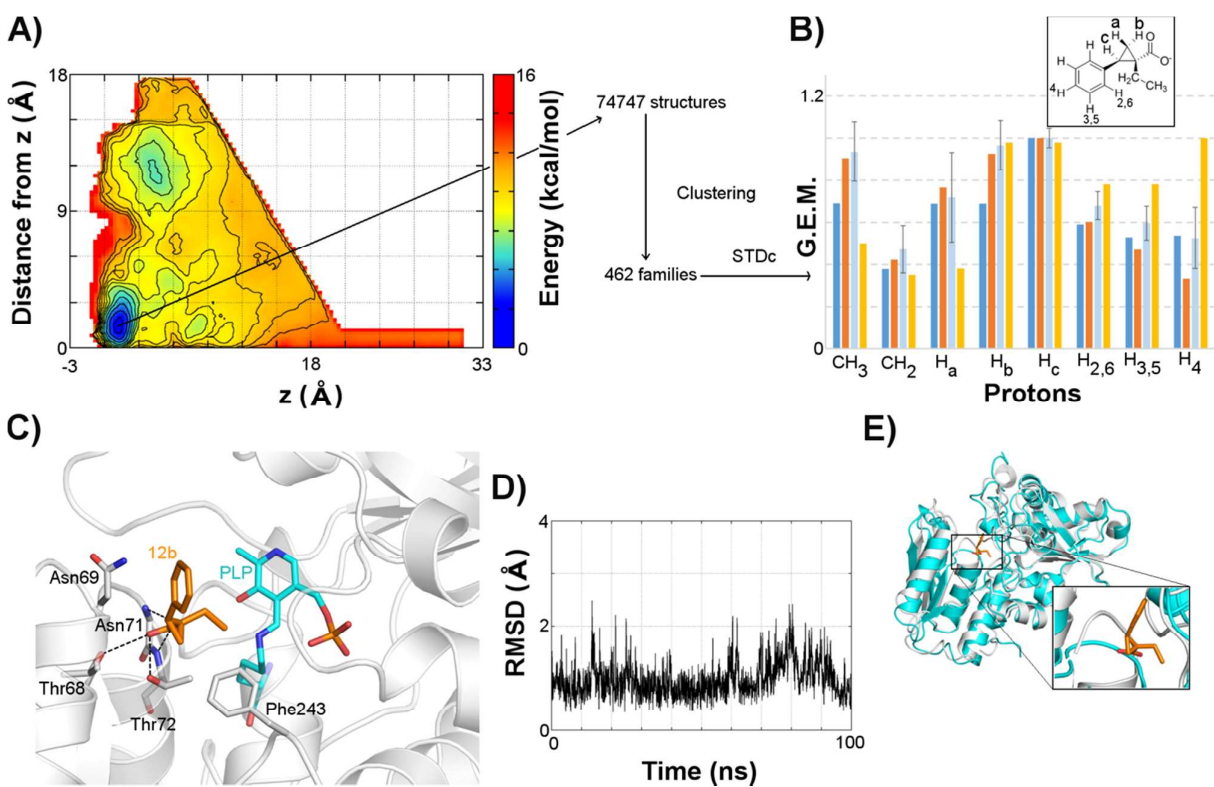 A)
18
9
0
-3
18
33
Distance from z (Å)
z (Å)
16
0
Energy (kcal/mol)
74747 structures
Clustering
462 families
STDc
B)
1.2
0
G.E.M.
CH3
CH2
Ha
Hb
Hc
H2,6
H3,5
H4
Protons
a
b
c
H
H
H
H
H
O
O-
4
H
H2C
CH3
H
2,6
H
3,5
C)
12b
PLP
Asn69
Asn71
Thr68
Thr72
Phe243
D)
4
2
0
RMSD (Å)
0
100
Time (ns)
E)